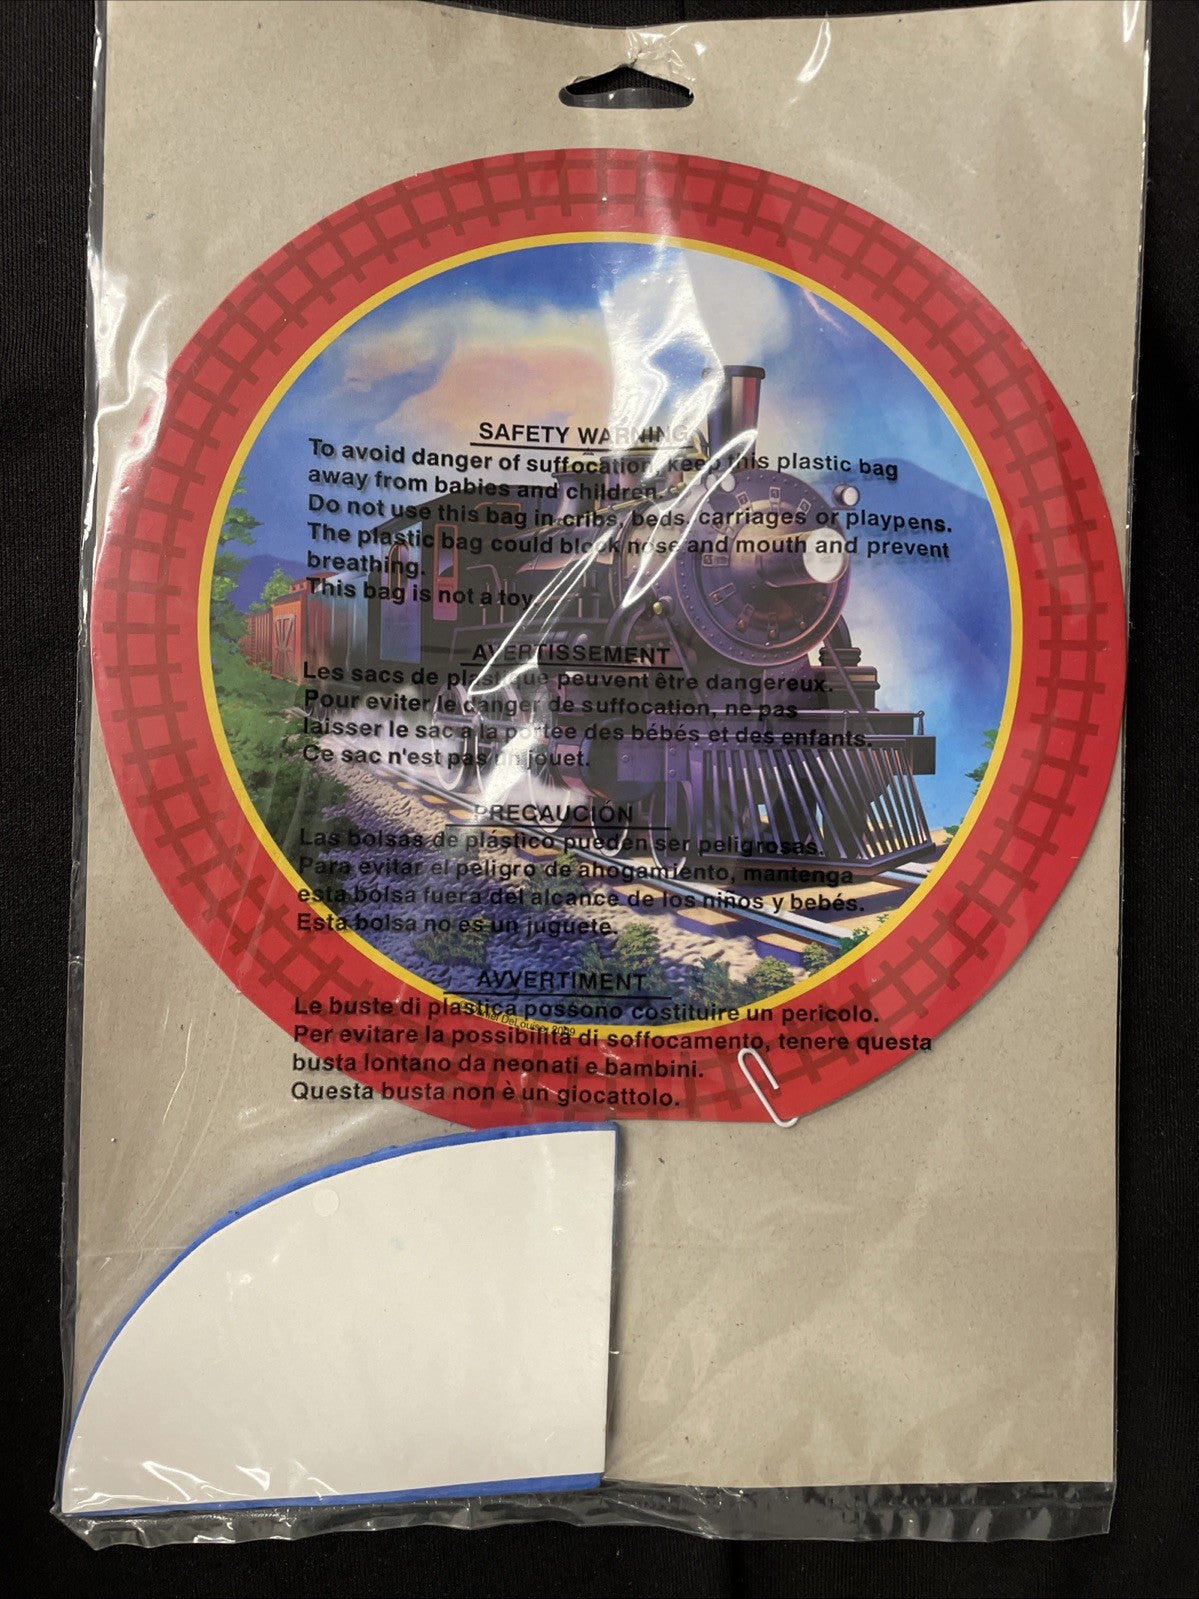 SAFETY WARNING
To avoid danger of suffocation, keep this plastic bag
away from babies and children.
Do not use this bag in cribs, beds, carriages or playpens.
The plastic bag could block nose and mouth and prevent
breathing.
This bag is not a toy.
AVERTISSEMENT
Les sacs de plastique peuvent être dangereux.
Pour eviter le danger de suffocation, ne pas
laisser le sac a la portee des bébés et des enfants.
Ce sac n'est pas un jouet.
PRECAUCIÓN
Las bolsas de plástico pueden ser peligrosas.
Para evitar el peligro de ahogamiento, mantenga
esta bolsa fuera del alcance de los niños y bebés.
Esta bolsa no es un juguete.
AVVERTIMENT
Le buste di plastica possono costituire un pericolo.
DeLouise, 2009
Per evitare la possibilità di soffocamento, tenere questa
busta lontano da neonati e bambini.
Questa busta non è un giocattolo.